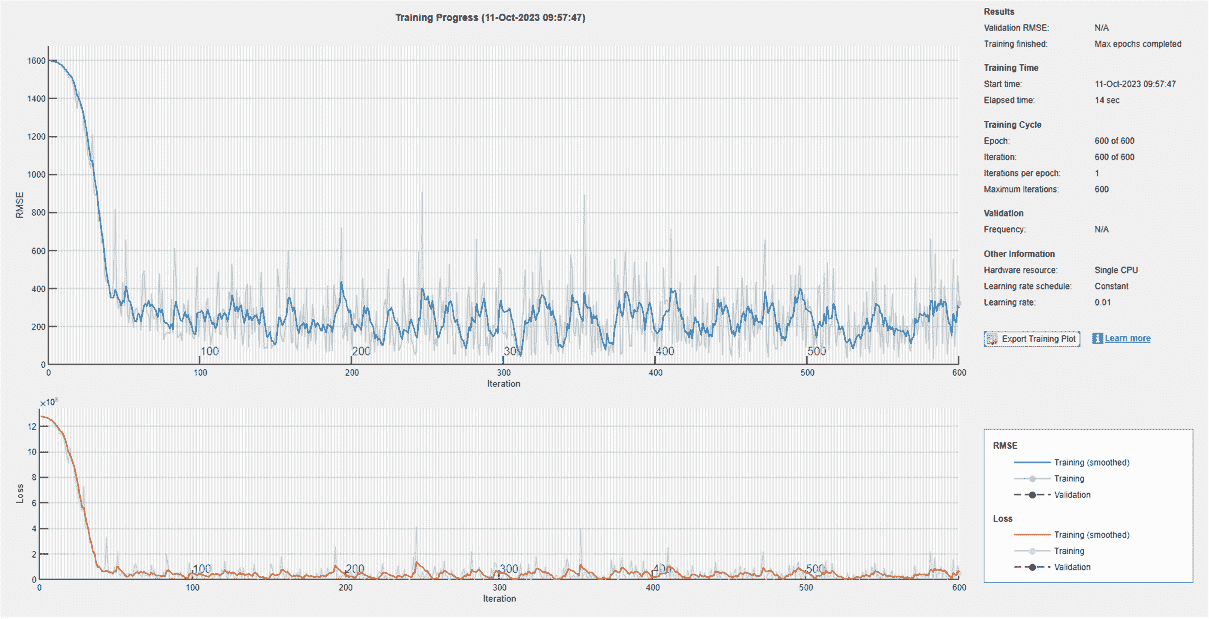 Training Progress (11-Oct-2023 09:57:47)
RMSE
1600
1400
1200
1000
800
600
400
200
0
100
200
300
400
500
0
100
200
300
400
500
600
Iteration
×10⁵
Loss
12
10
8
6
4
2
0
100
200
300
400
500
0
100
200
300
400
500
600
Iteration
Results
Validation RMSE: N/A
Training finished: Max epochs completed
Training Time
Start time: 11-Oct-2023 09:57:47
Elapsed time: 14 sec
Training Cycle
Epoch: 600 of 600
Iteration: 600 of 600
Iterations per epoch: 1
Maximum iterations: 600
Validation
Frequency: N/A
Other Information
Hardware resource: Single CPU
Learning rate schedule: Constant
Learning rate: 0.01
Export Training Plot
Learn more
RMSE
Training (smoothed)
Training
Validation
Loss
Training (smoothed)
Training
Validation